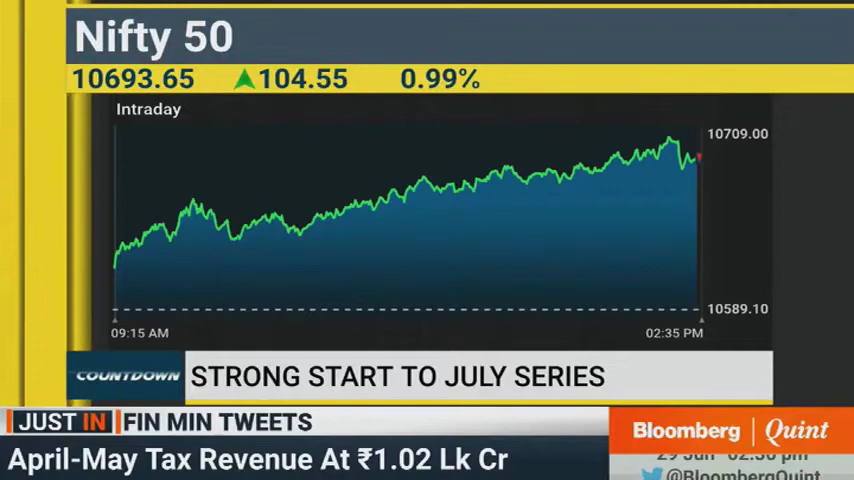 Nifty 50
10693.65 104.55 0.99%
Intraday
10709.00
10589.10
09:15 AM 02:35 PM
COUNTDOWN STRONG START TO JULY SERIES
JUST IN FIN MIN TWEETS
Bloomberg | Quint
April-May Tax Revenue At ₹1.02 Lk Cr
@BloombergQuint